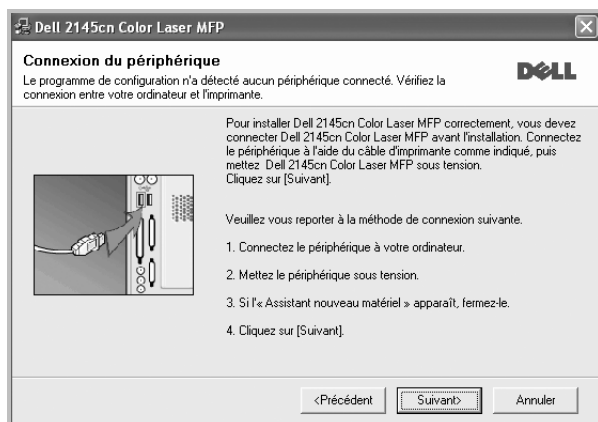 Dell 2145cn Color Laser MFP
Connexion du périphérique
Le programme de configuration n'a détecté aucun périphérique connecté. Vérifiez la
connexion entre votre ordinateur et l'imprimante.
DELL
Pour installer Dell 2145cn Color Laser MFP correctement, vous devez
connecter Dell 2145cn Color Laser MFP avant l'installation. Connectez
le périphérique à l'aide du câble d'imprimante comme indiqué, puis
mettez Dell 2145cn Color Laser MFP sous tension.
Cliquez sur [Suivant].
Veuillez vous reporter à la méthode de connexion suivante.
1. Connectez le périphérique à votre ordinateur.
2. Mettez le périphérique sous tension.
3. Si l'« Assistant nouveau matériel » apparaît, fermez-le.
4. Cliquez sur [Suivant].
<Précédent
Suivant>
Annuler